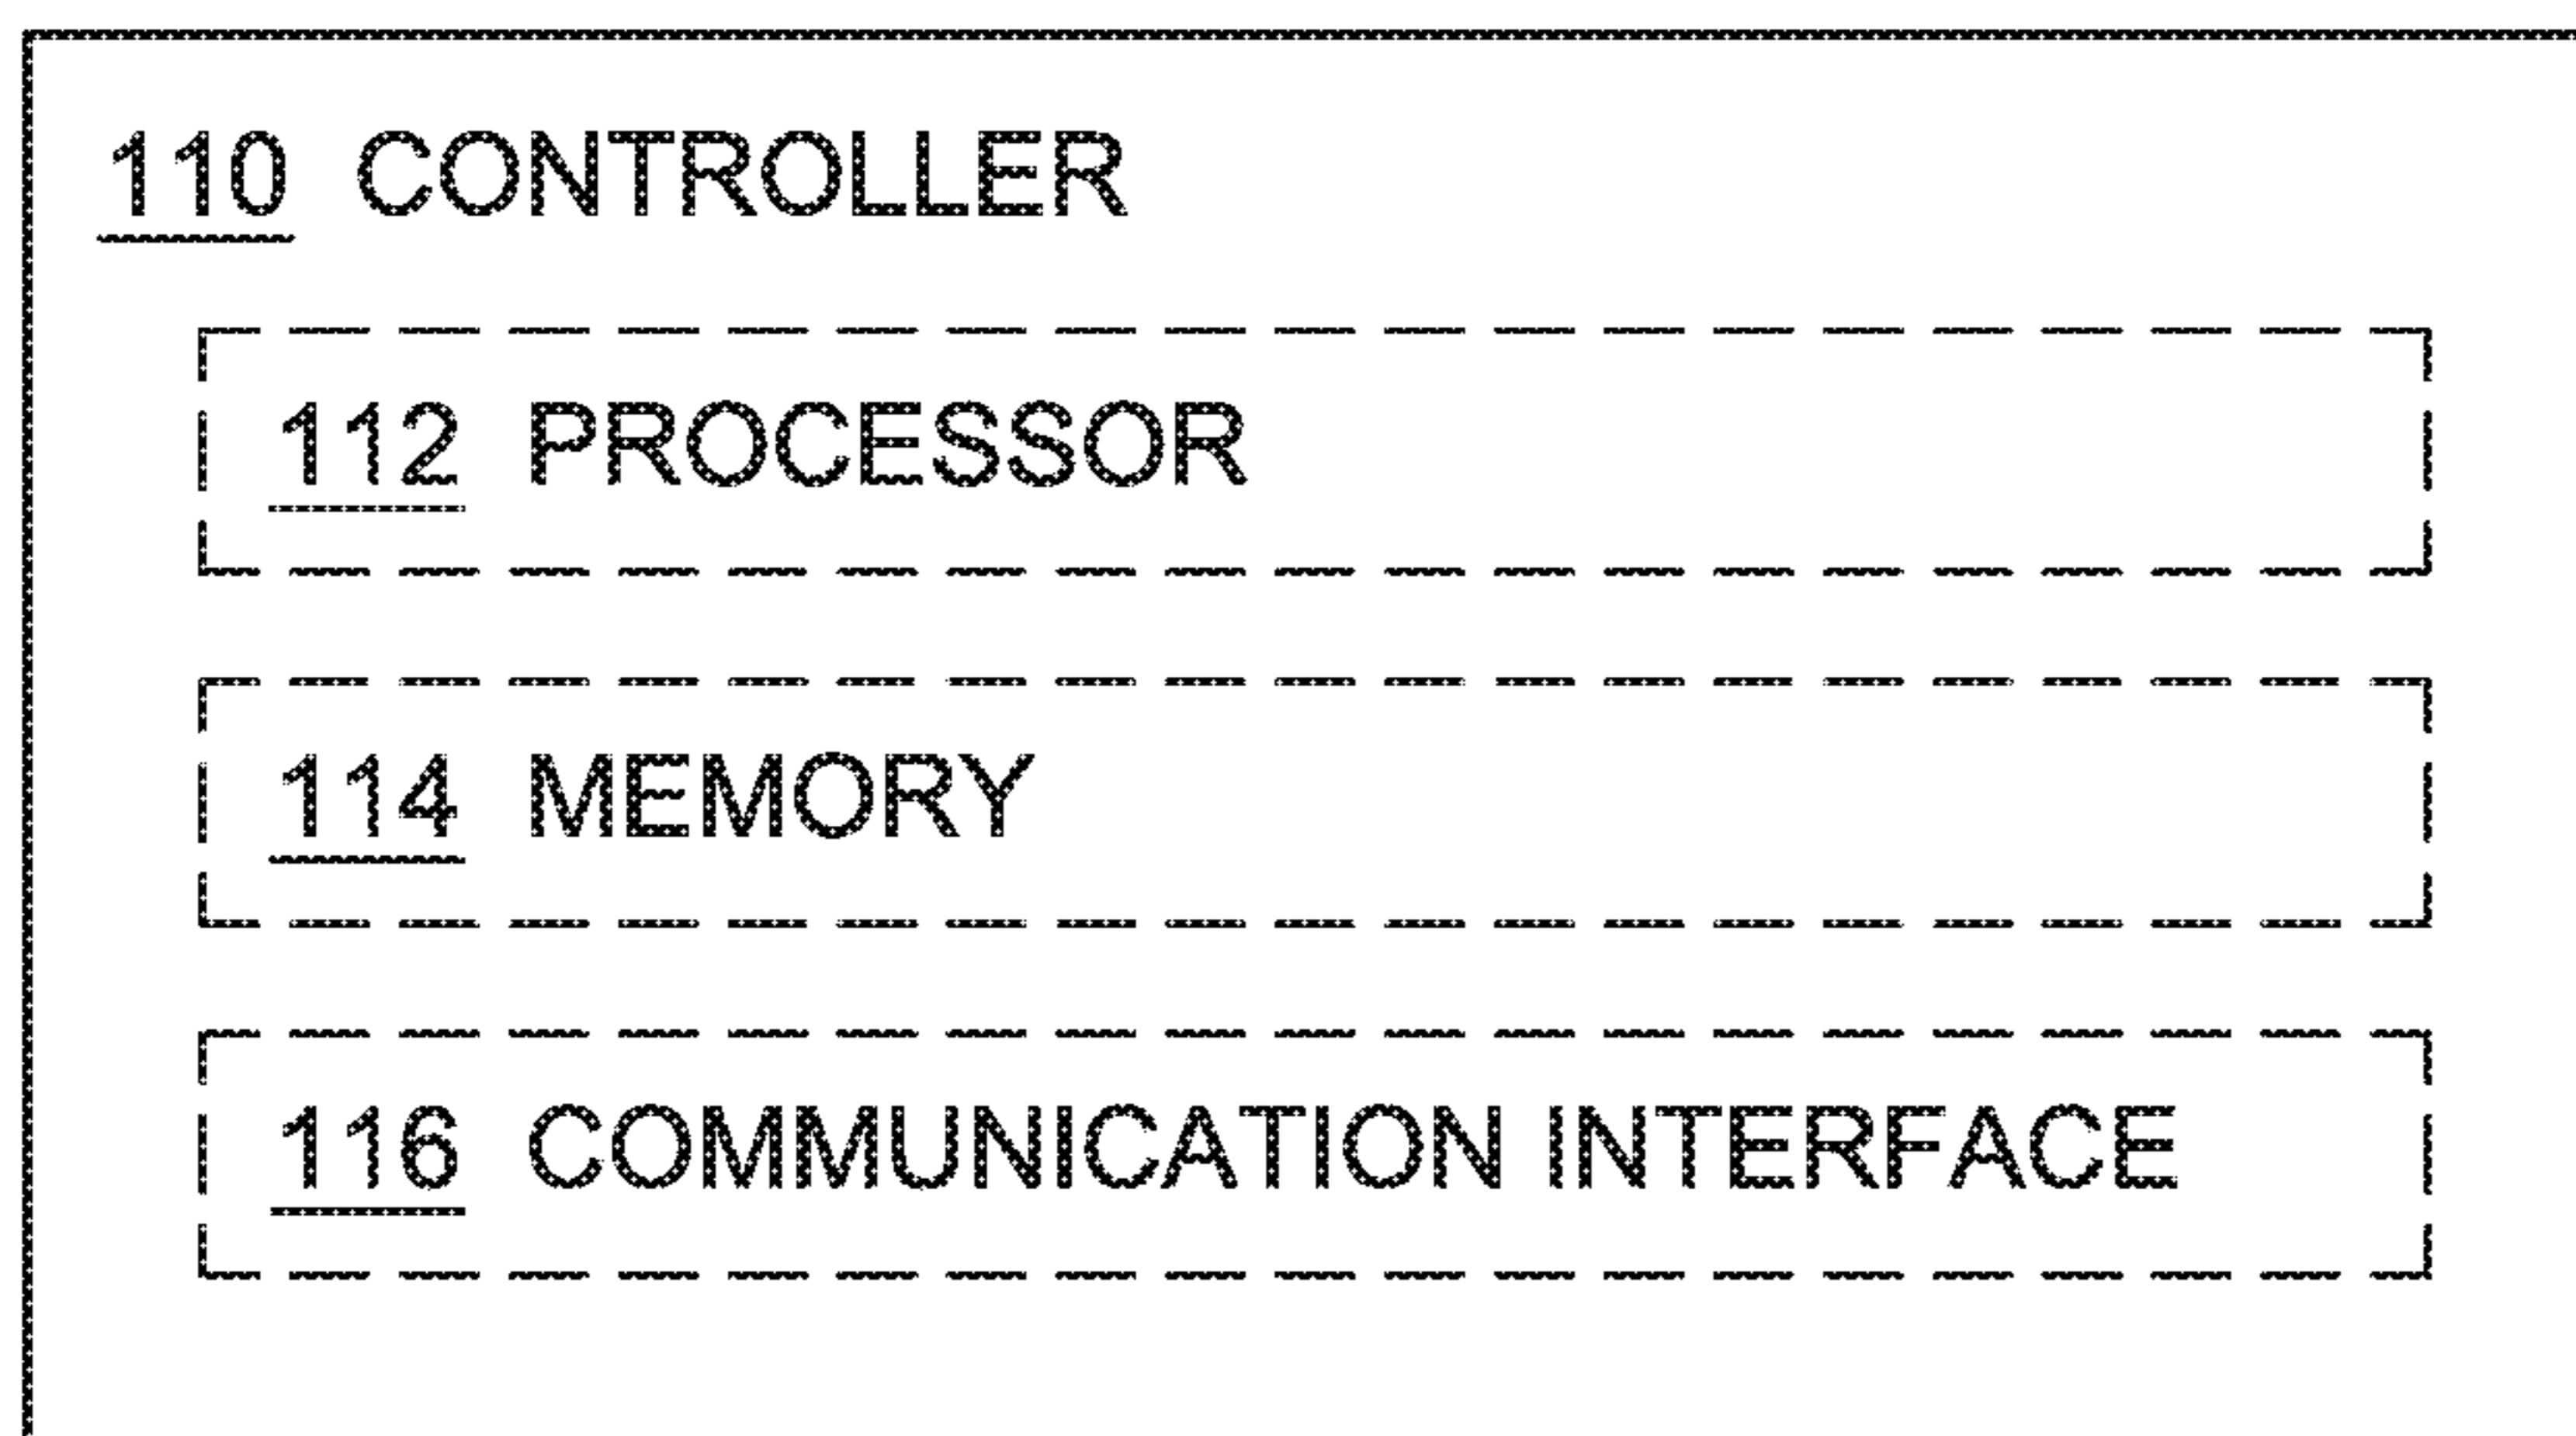 110 CONTROLLER
112 PROCESSOR
114 MEMORY
116 COMMUNICATION INTERFACE